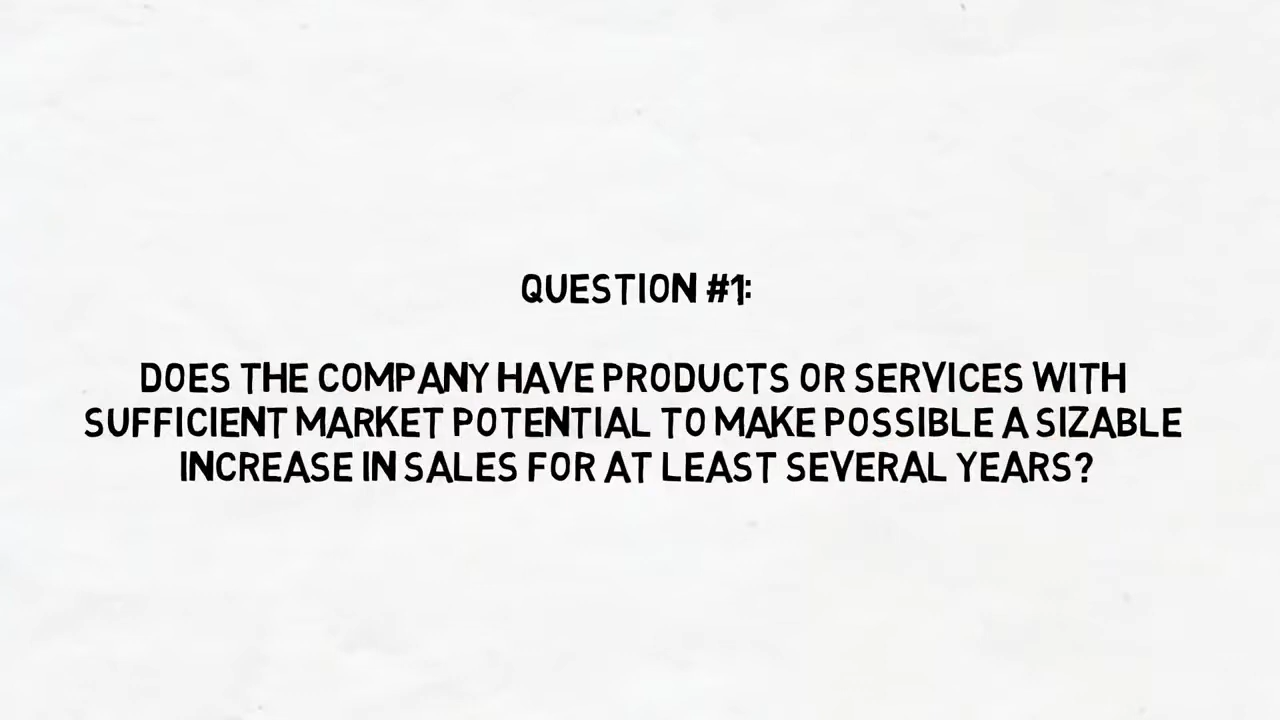 QUESTION #1:
DOES THE COMPANY HAVE PRODUCTS OR SERVICES WITH
SUFFICIENT MARKET POTENTIAL TO MAKE POSSIBLE A SIZABLE
INCREASE IN SALES FOR AT LEAST SEVERAL YEARS?